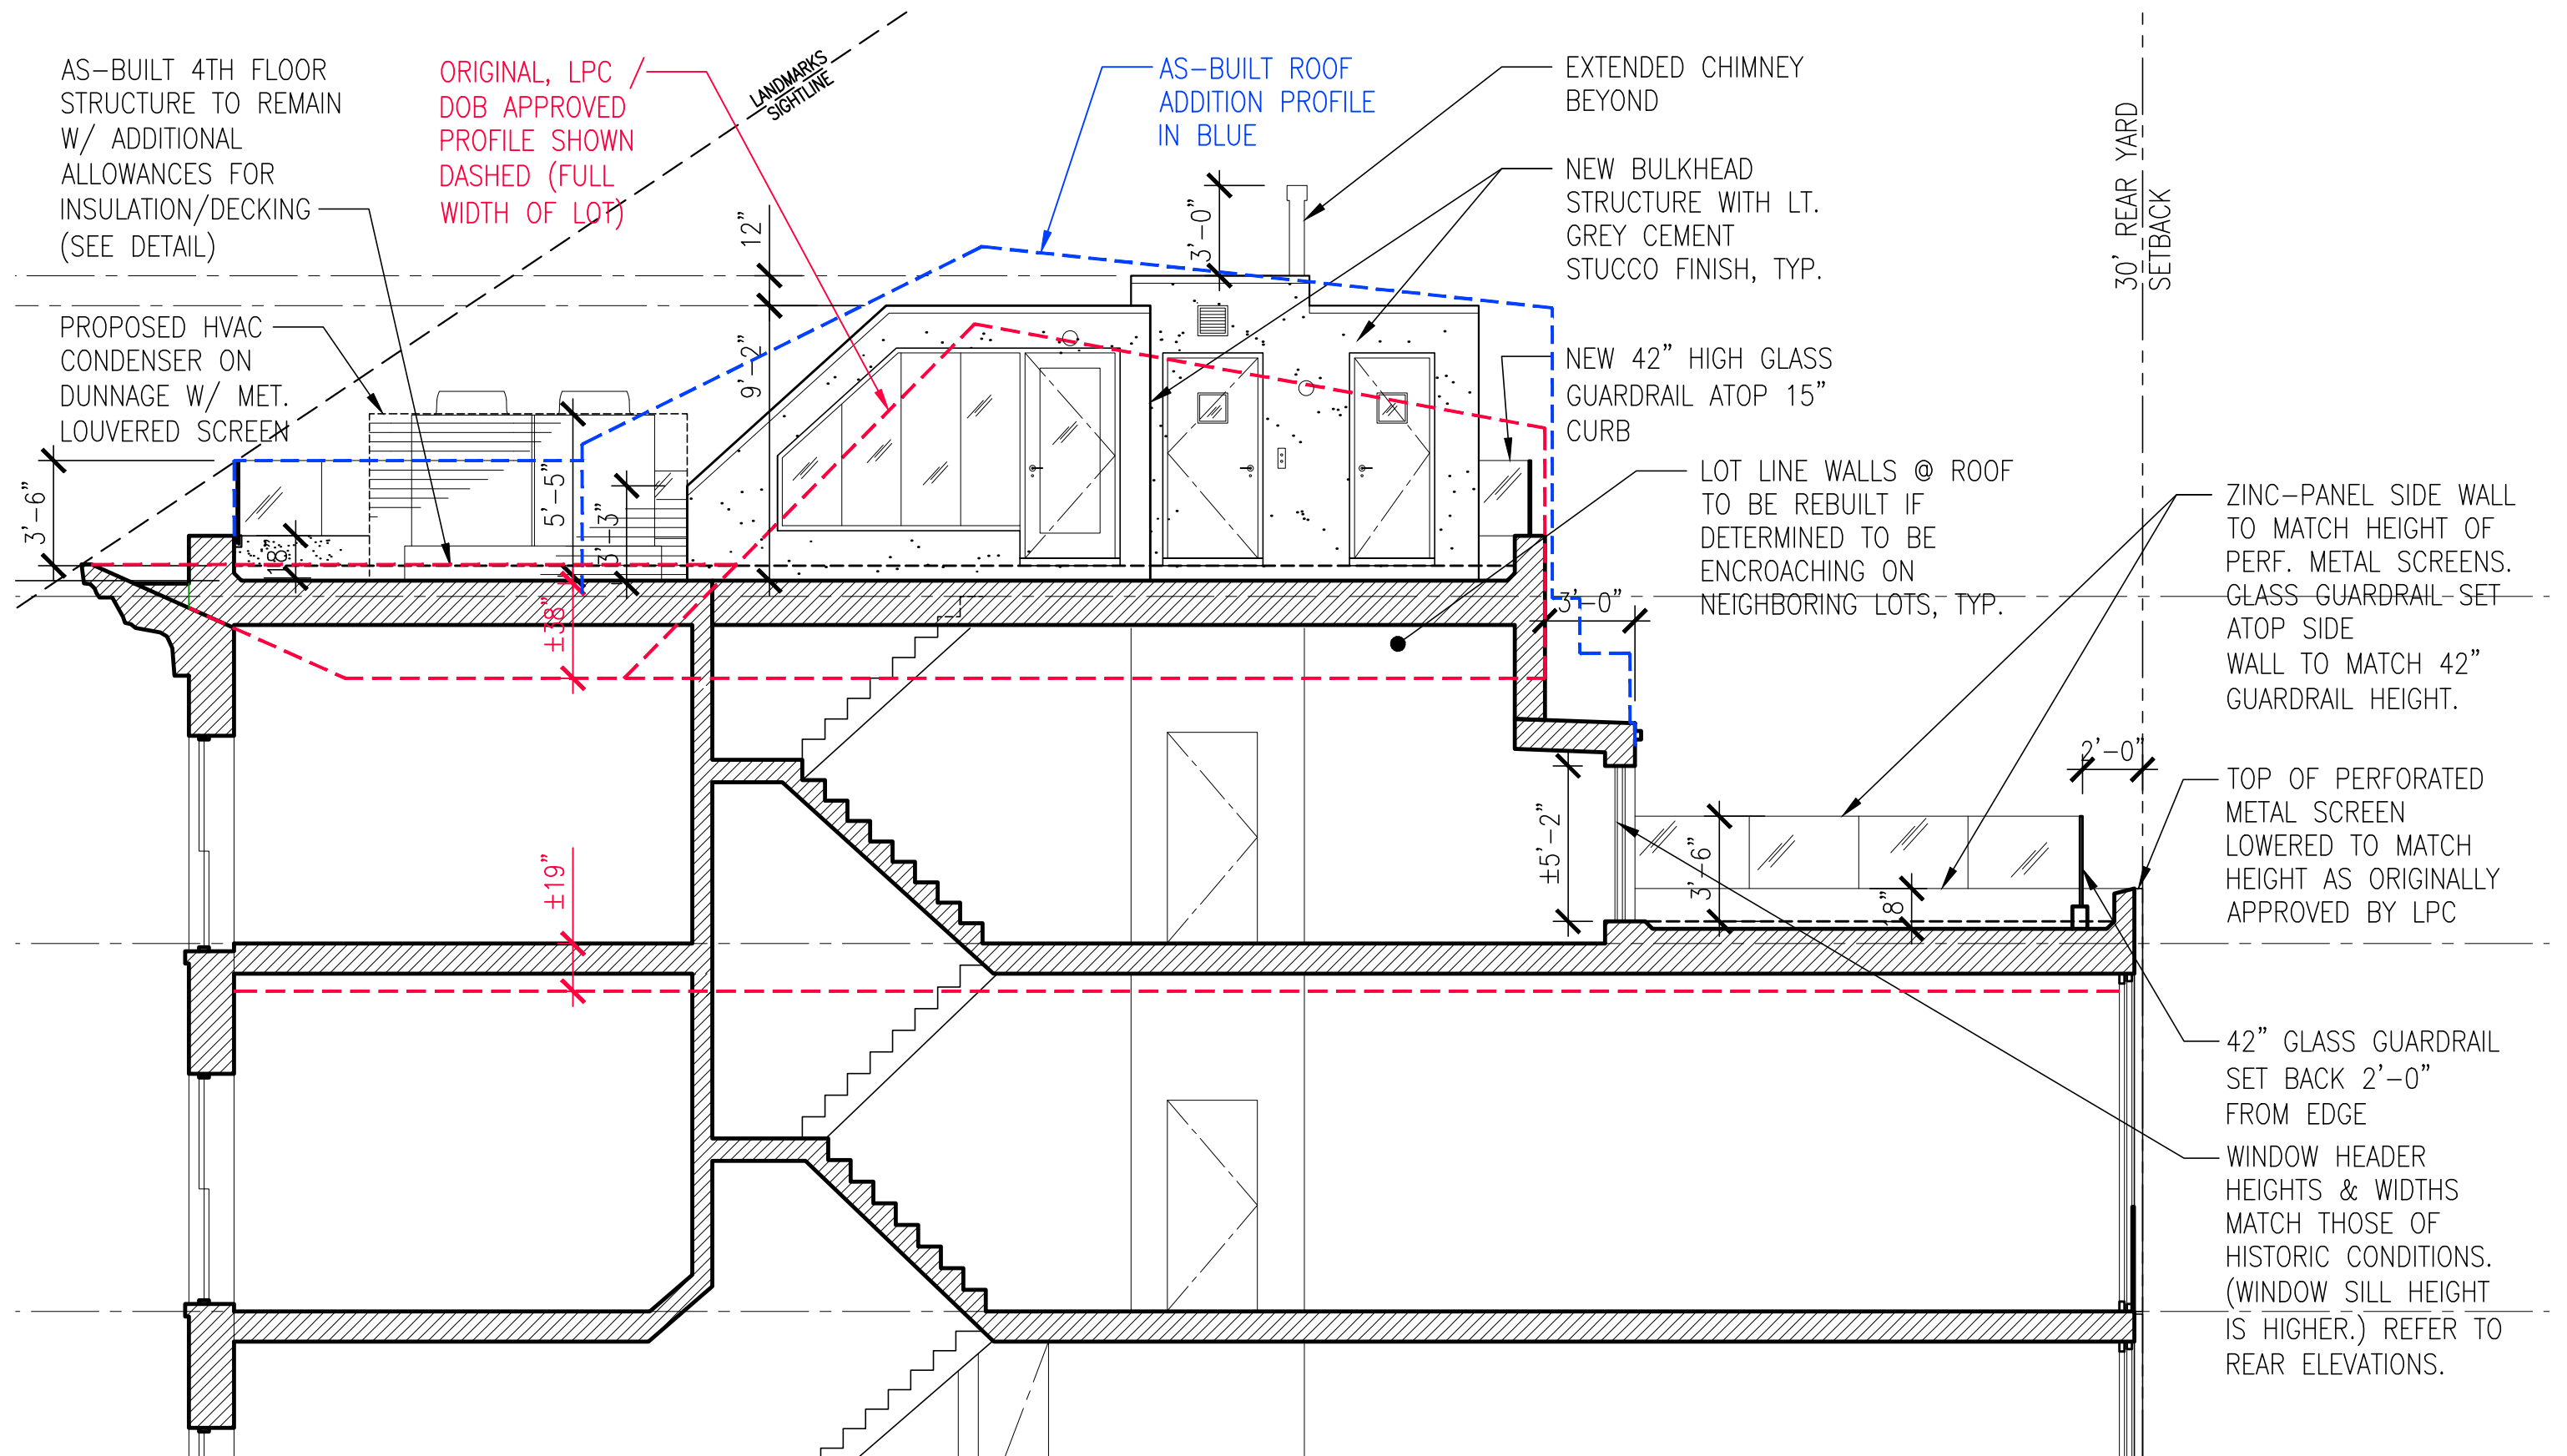 AS-BUILT 4TH FLOOR
STRUCTURE TO REMAIN
W/ ADDITIONAL
ALLOWANCES FOR
INSULATION/DECKING
(SEE DETAIL)
PROPOSED HVAC
CONDENSER ON
DUNNAGE W/ MET.
LOUVERED SCREEN
ORIGINAL, LPC /
DOB APPROVED
PROFILE SHOWN
DASHED (FULL
WIDTH OF LOT)
LANDMARKS
SIGHTLINE
AS-BUILT ROOF
ADDITION PROFILE
IN BLUE
EXTENDED CHIMNEY
BEYOND
NEW BULKHEAD
STRUCTURE WITH LT.
GREY CEMENT
STUCCO FINISH, TYP.
NEW 42" HIGH GLASS
GUARDRAIL ATOP 15"
CURB
LOT LINE WALLS @ ROOF
TO BE REBUILT IF
DETERMINED TO BE
ENCROACHING ON
NEIGHBORING LOTS, TYP.
30' REAR YARD
SETBACK
ZINC-PANEL SIDE WALL
TO MATCH HEIGHT OF
PERF. METAL SCREENS.
GLASS GUARDRAIL SET
ATOP SIDE
WALL TO MATCH 42"
GUARDRAIL HEIGHT.
TOP OF PERFORATED
METAL SCREEN
LOWERED TO MATCH
HEIGHT AS ORIGINALLY
APPROVED BY LPC
42" GLASS GUARDRAIL
SET BACK 2'-0"
FROM EDGE
WINDOW HEADER
HEIGHTS & WIDTHS
MATCH THOSE OF
HISTORIC CONDITIONS.
(WINDOW SILL HEIGHT
IS HIGHER.) REFER TO
REAR ELEVATIONS.
12"
9'-2"
3'-0"
3'-6"
18"
5'-5"
3'-3"
±38"
3'-0"
2'-0"
±5'-2"
3'-6"
±19"